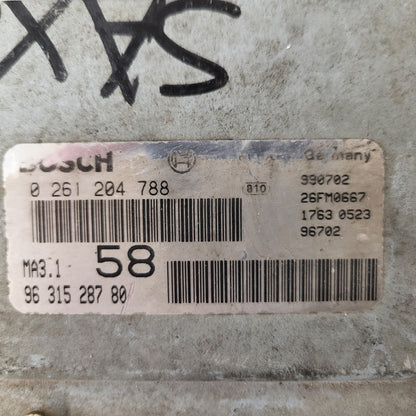 SAX
BOSCH Germany
0 261 204 788 810 990702
26FM0667
1763 0523
96702
MA3.1 58
96 315 287 80